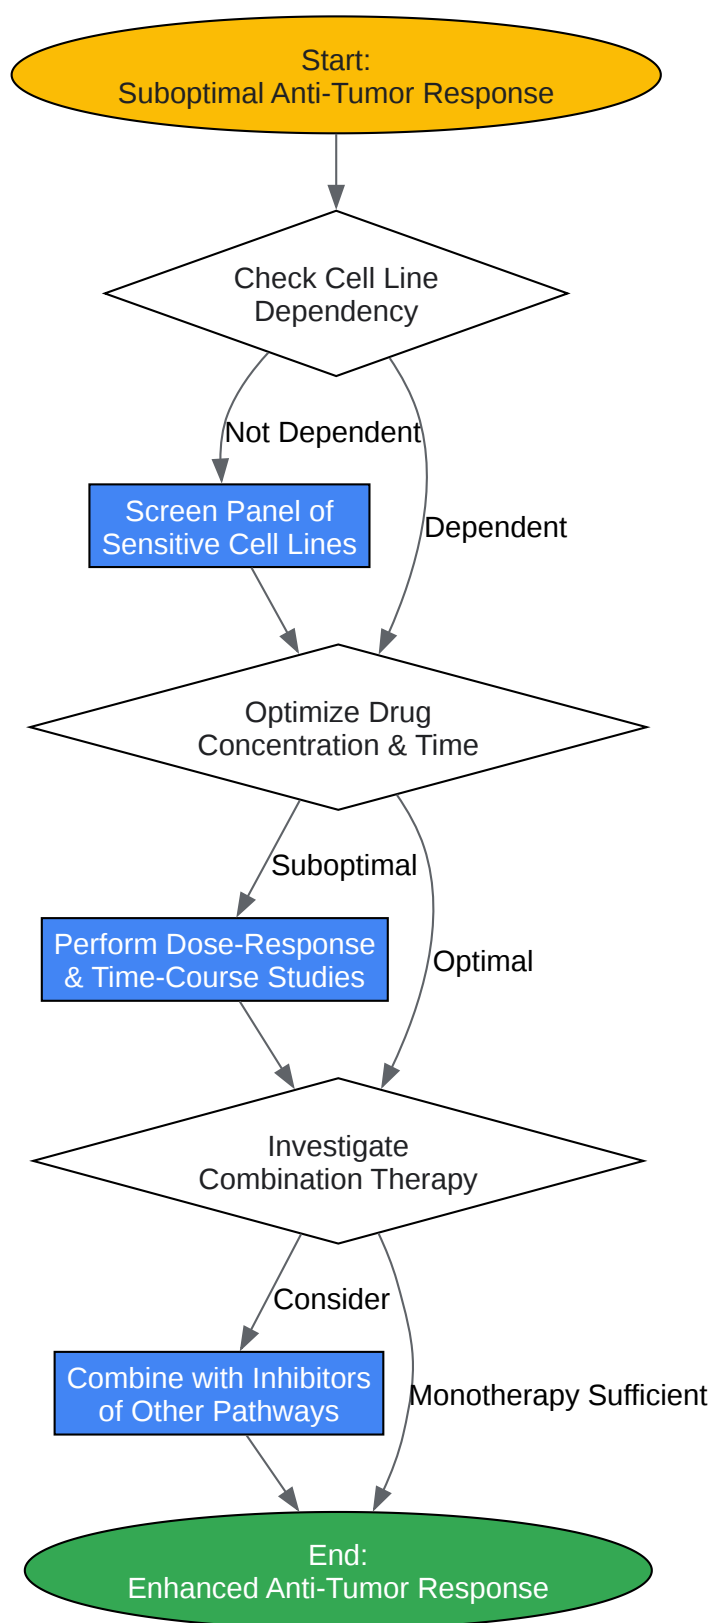 Start:
Suboptimal Anti-Tumor Response
Check Cell Line
Dependency
Not Dependent
Screen Panel of
Sensitive Cell Lines
Dependent
Optimize Drug
Concentration & Time
Suboptimal
Perform Dose-Response
& Time-Course Studies
Optimal
Investigate
Combination Therapy
Consider
Combine with Inhibitors
of Other Pathways
Monotherapy Sufficient
End:
Enhanced Anti-Tumor Response